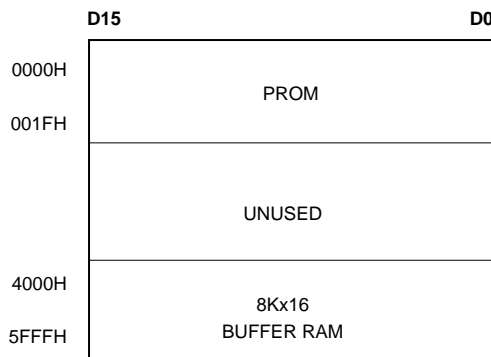 D15 D0
0000H
PROM
001FH
UNUSED
4000H
8Kx16
5FFFH
BUFFER RAM